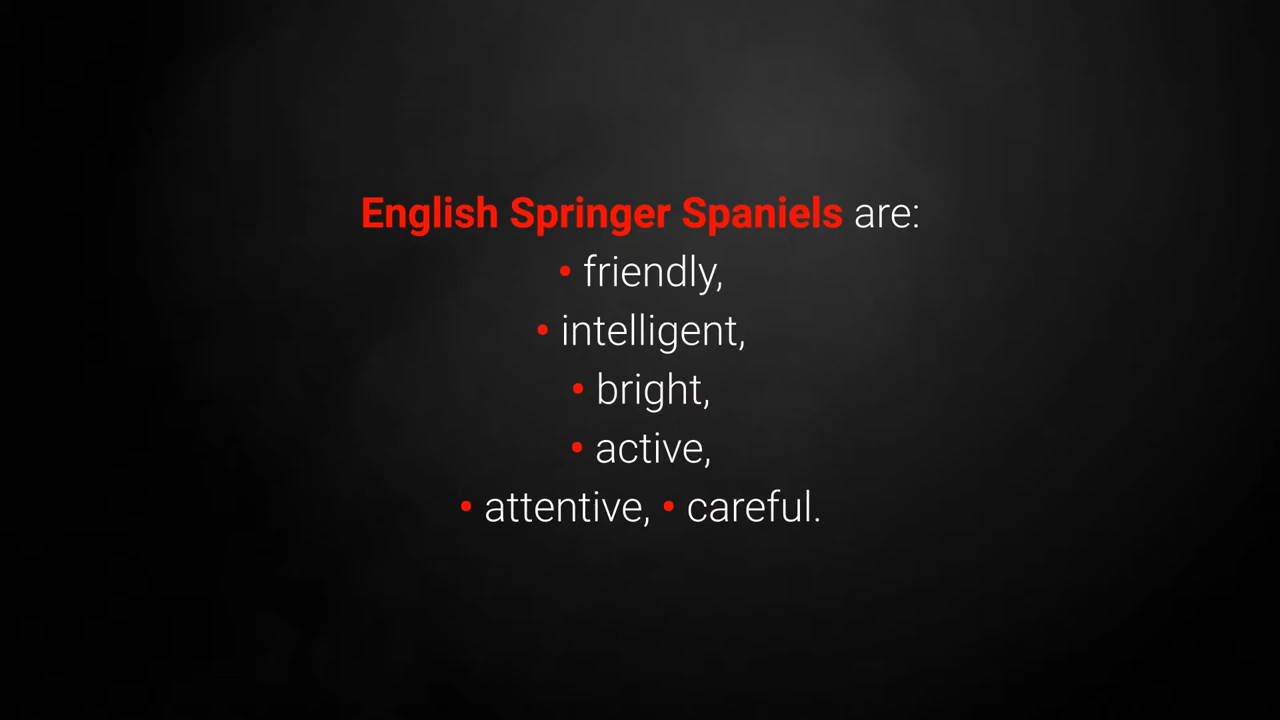 English Springer Spaniels are:
• friendly,
• intelligent,
• bright,
• active,
• attentive, • careful.